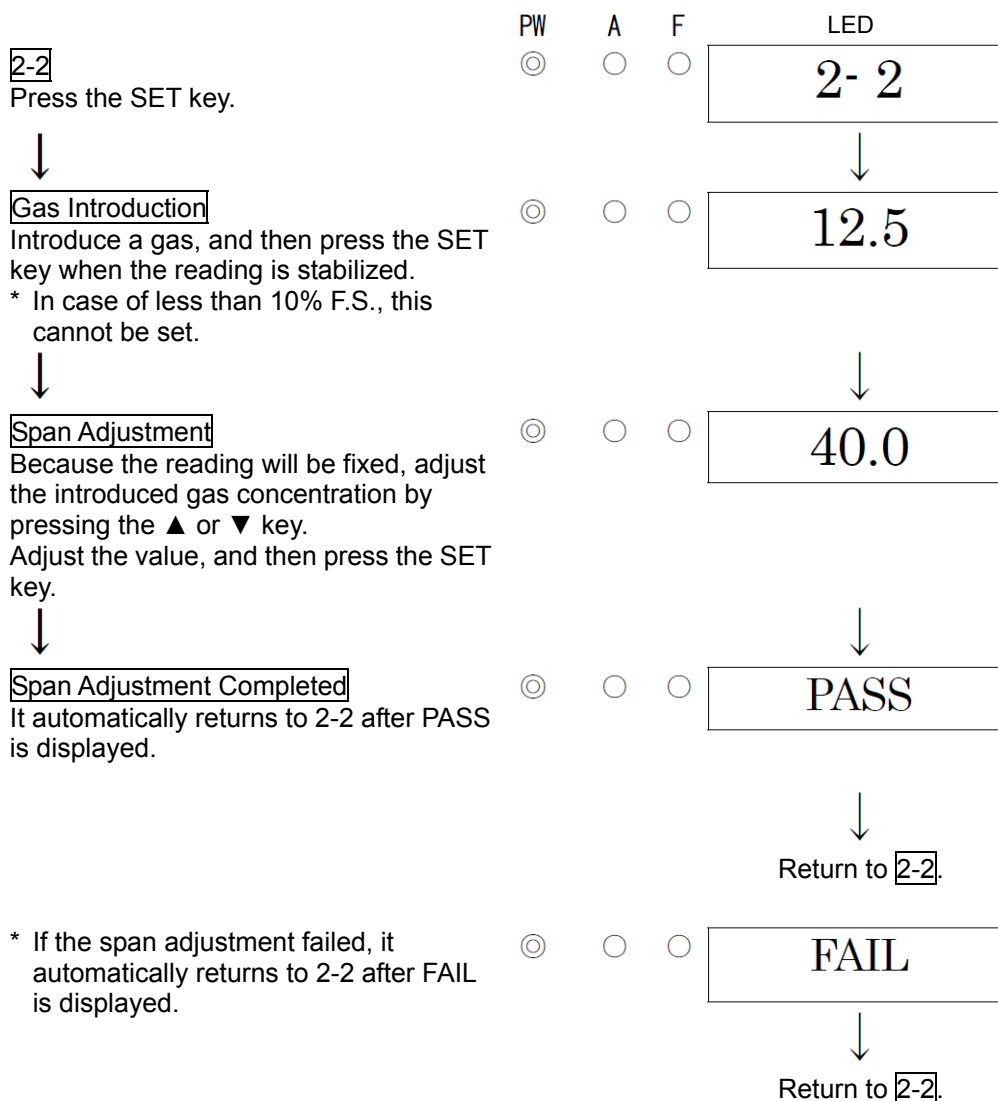 PW A F LED
2-2
2- 2
Press the SET key.
Gas Introduction
12.5
Introduce a gas, and then press the SET
key when the reading is stabilized.
* In case of less than 10% F.S., this
cannot be set.
Span Adjustment
40.0
Because the reading will be fixed, adjust
the introduced gas concentration by
pressing the ▲ or ▼ key.
Adjust the value, and then press the SET
key.
Span Adjustment Completed
PASS
It automatically returns to 2-2 after PASS
is displayed.
Return to 2-2.
* If the span adjustment failed, it
automatically returns to 2-2 after FAIL
is displayed.
FAIL
Return to 2-2.